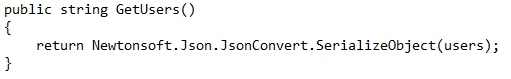 public string GetUsers()
{
    return Newtonsoft.Json.JsonConvert.SerializeObject(users);
}